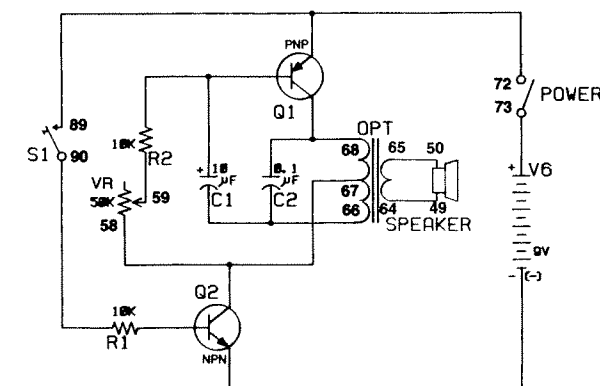 PNP
Q1
72
73
POWER
89
S1
90
10K
R2
VR
50K
59
58
+ 10
µF
C1
0.1
µF
C2
OPT
68
65
50
67
66
64
49
SPEAKER
+
V6
9V
- (-)
Q2
10K
R1
NPN